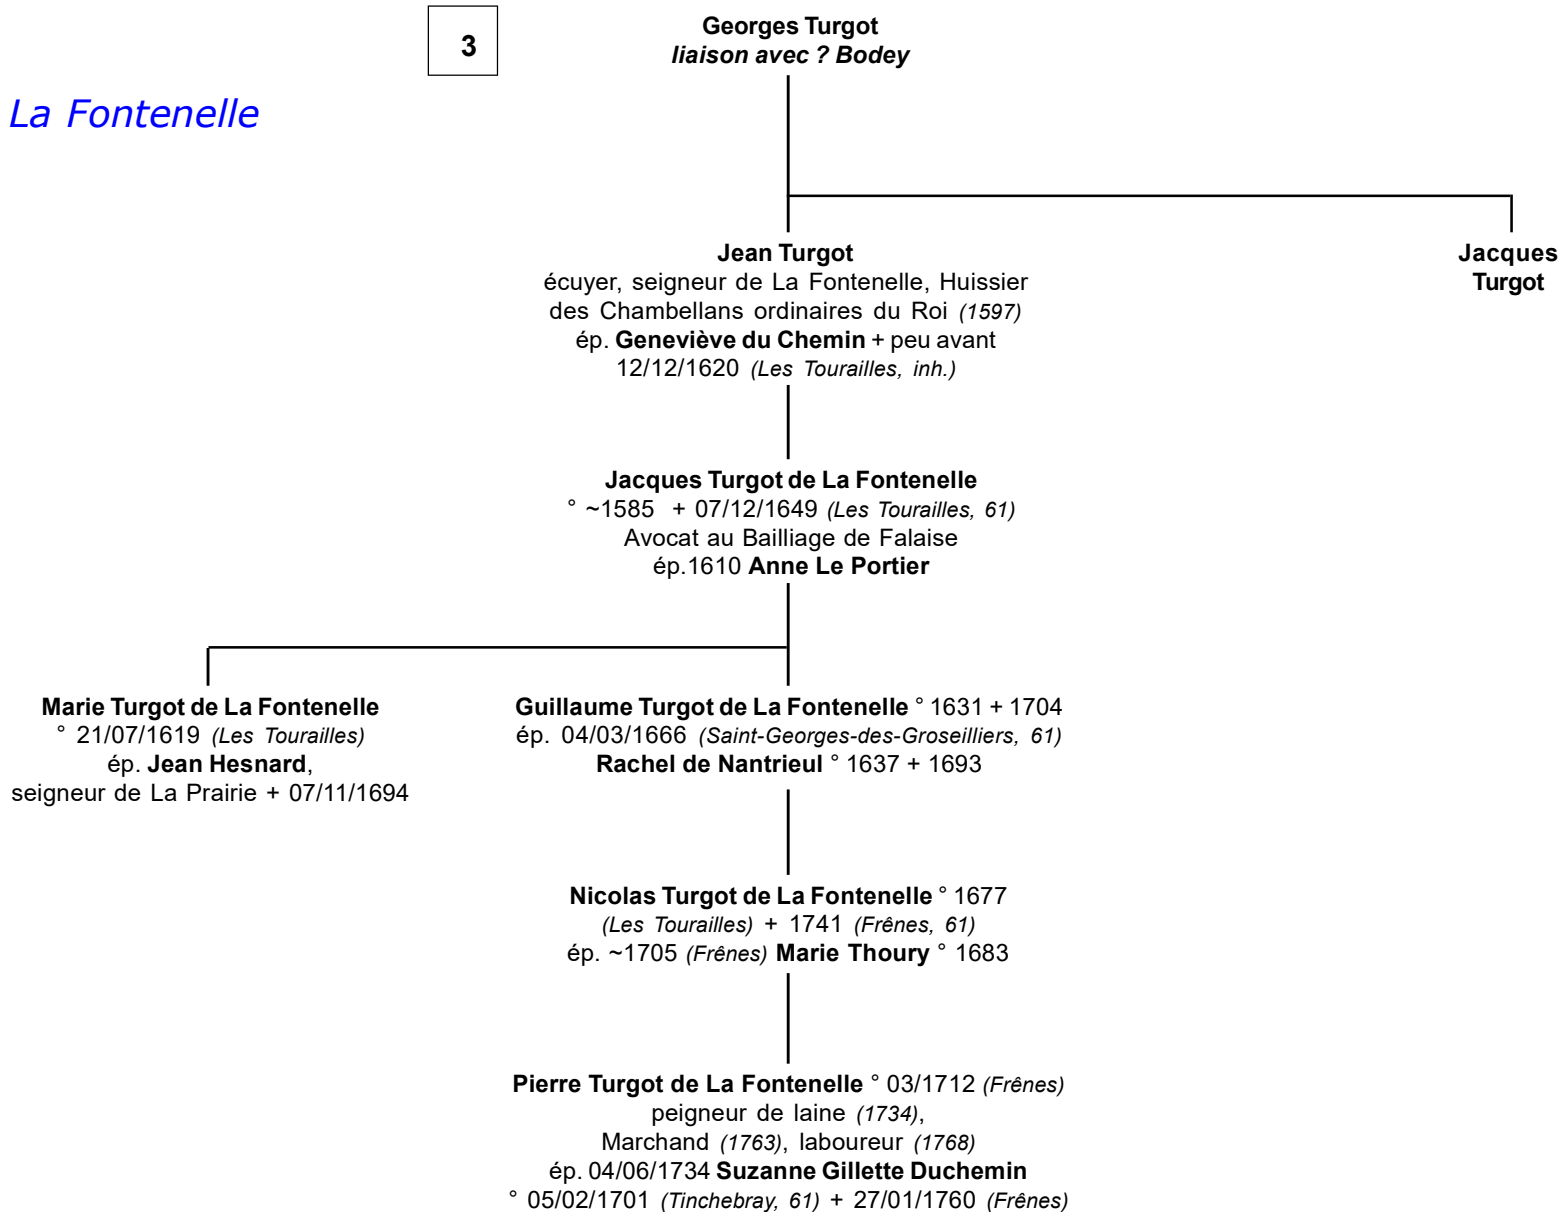 3
Georges Turgot
liaison avec ? Bodey
La Fontenelle
Jean Turgot
écuyer, seigneur de La Fontenelle, Huissier
des Chambellans ordinaires du Roi (1597)
ép. Geneviève du Chemin + peu avant
12/12/1620 (Les Tourailles, inh.)
Jacques
Turgot
Jacques Turgot de La Fontenelle
° ~1585 + 07/12/1649 (Les Tourailles, 61)
Avocat au Bailliage de Falaise
ép.1610 Anne Le Portier
Marie Turgot de La Fontenelle
° 21/07/1619 (Les Tourailles)
ép. Jean Hesnard,
seigneur de La Prairie + 07/11/1694
Guillaume Turgot de La Fontenelle ° 1631 + 1704
ép. 04/03/1666 (Saint-Georges-des-Groseilliers, 61)
Rachel de Nantrieul ° 1637 + 1693
Nicolas Turgot de La Fontenelle ° 1677
(Les Tourailles) + 1741 (Frênes, 61)
ép. ~1705 (Frênes) Marie Thoury ° 1683
Pierre Turgot de La Fontenelle ° 03/1712 (Frênes)
peigneur de laine (1734),
Marchand (1763), laboureur (1768)
ép. 04/06/1734 Suzanne Gillette Duchemin
° 05/02/1701 (Tinchebray, 61) + 27/01/1760 (Frênes)